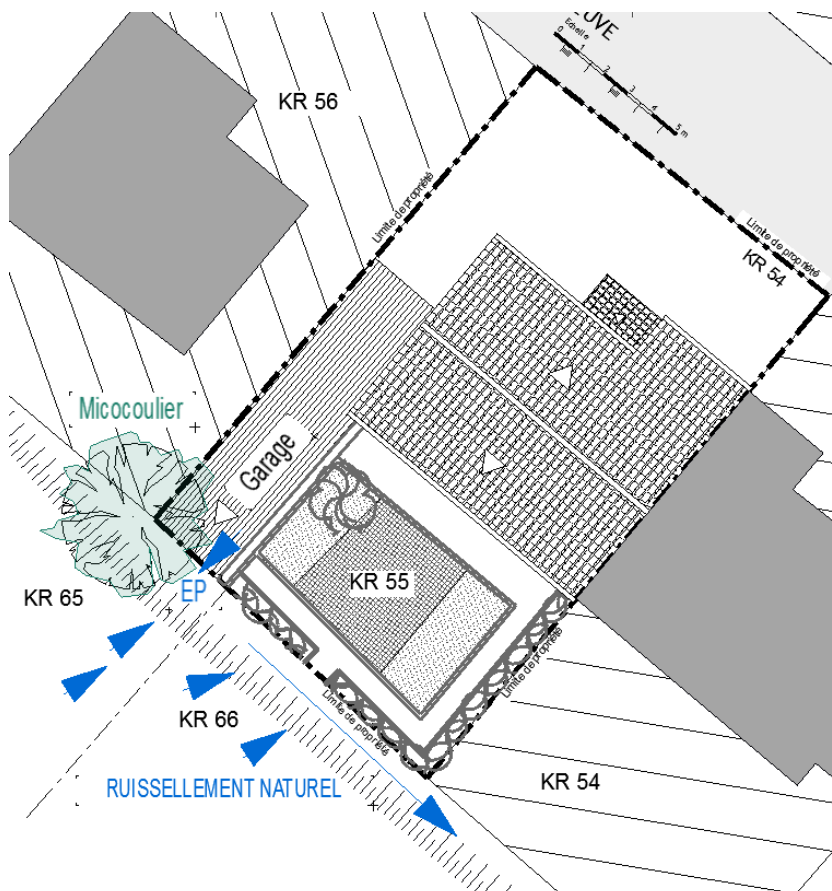 UVE
Echelle
0 1 2 3 4 5 m
KR 56
Limite de propriété
Limite de propriété
KR 54
Micocoulier
Garage
KR 55
KR 65
EP
Limite de propriété
KR 66
Limite de propriété
KR 54
RUISSELLEMENT NATUREL